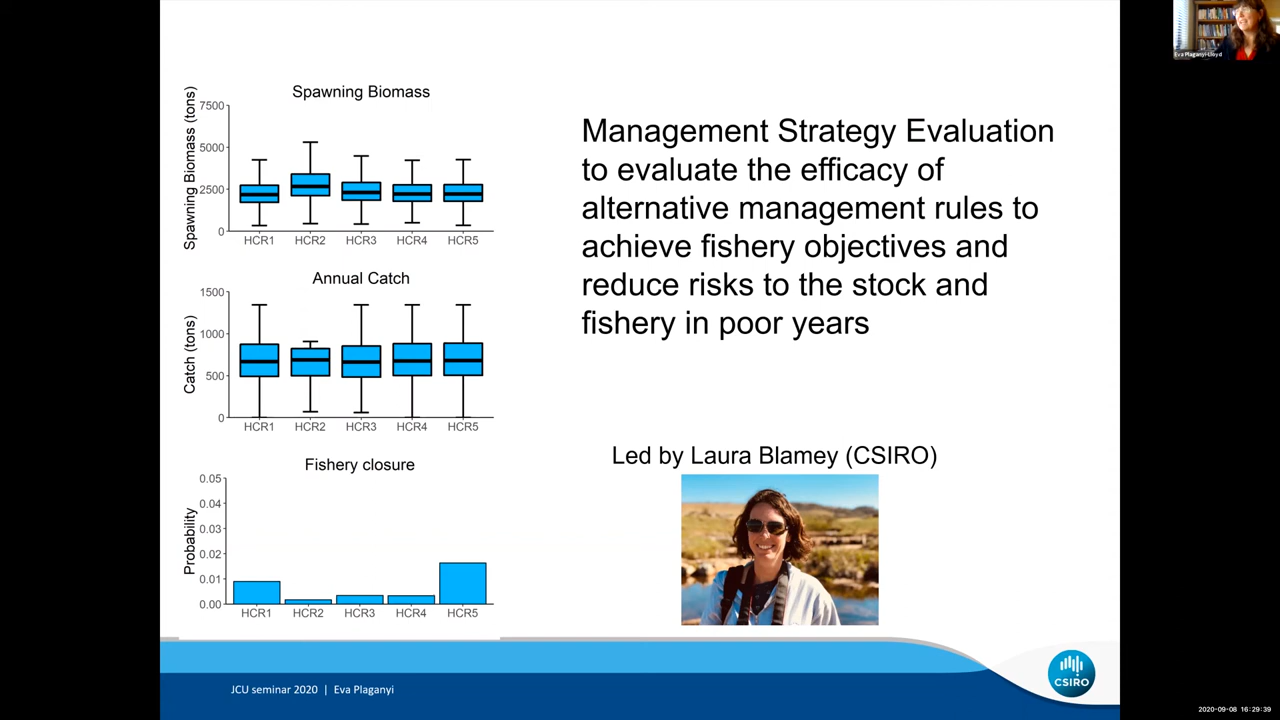 Eva Plaganyi-Lloyd
Spawning Biomass
Spawning Biomass (tons)
7500
5000
2500
0
HCR1 HCR2 HCR3 HCR4 HCR5
Annual Catch
Catch (tons)
1500
1000
500
0
HCR1 HCR2 HCR3 HCR4 HCR5
Fishery closure
Probability
0.05
0.04
0.03
0.02
0.01
0.00
HCR1 HCR2 HCR3 HCR4 HCR5
Management Strategy Evaluation
to evaluate the efficacy of
alternative management rules to
achieve fishery objectives and
reduce risks to the stock and
fishery in poor years
Led by Laura Blamey (CSIRO)
JCU seminar 2020 | Eva Plaganyi
CSIRO
2020-09-08 16:29:39